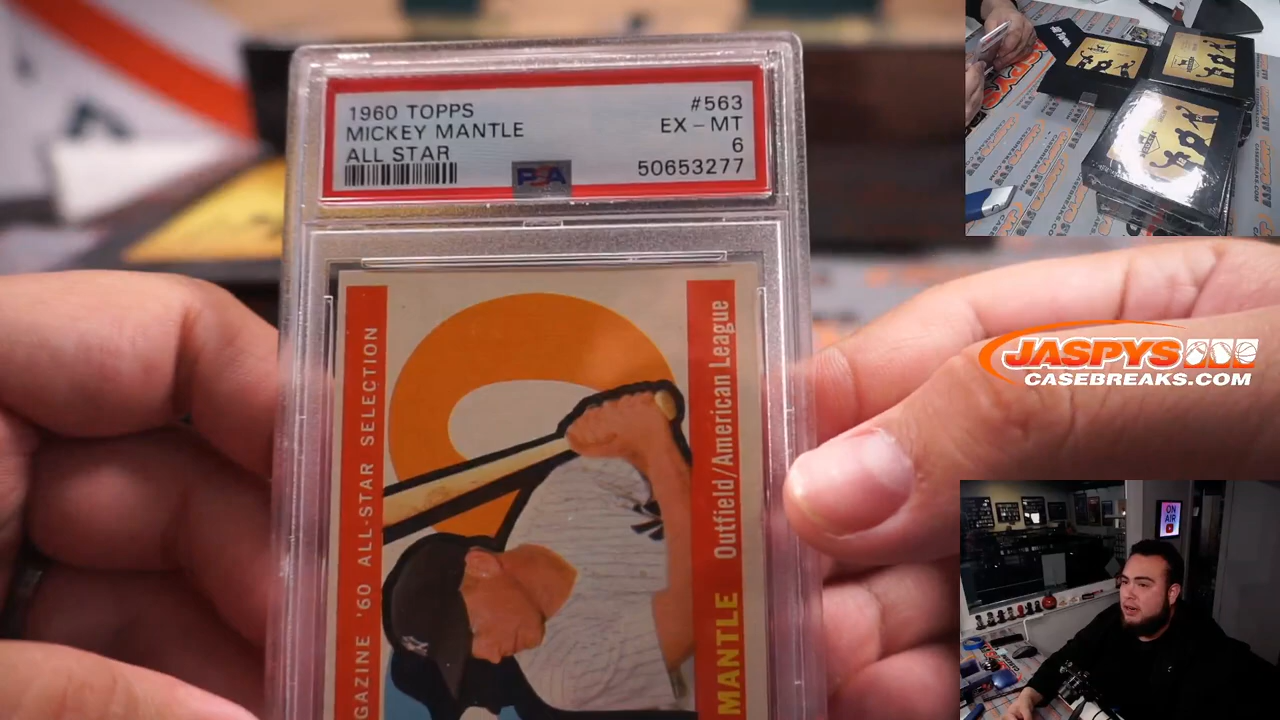 1960 TOPPS #563
MICKEY MANTLE EX - MT
ALL STAR 6
PSA 50653277
GAZINE '60 ALL-STAR SELECTION
MANTLE Outfield/American League
JASPYS
CASEBREAKS.COM
ON
AIR